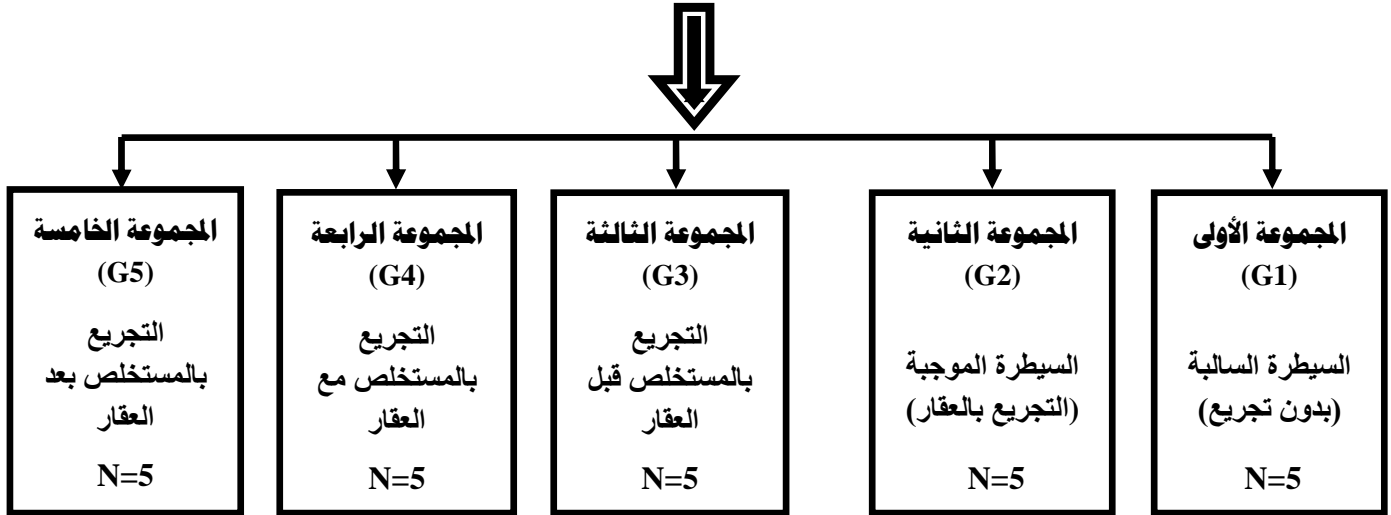 المجموعة الأولى
(G1)
السيطرة السالبة
(بدون تجريع)
N=5
المجموعة الثانية
(G2)
السيطرة الموجبة
(التجريع بالعقار)
N=5
المجموعة الثالثة
(G3)
التجريع
بالمستخلص قبل
العقار
N=5
المجموعة الرابعة
(G4)
التجريع
بالمستخلص مع
العقار
N=5
المجموعة الخامسة
(G5)
التجريع
بالمستخلص بعد
العقار
N=5